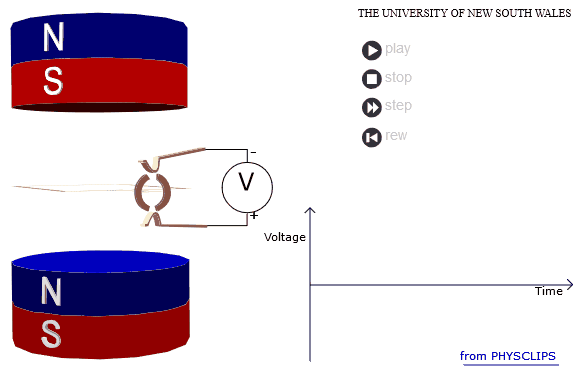 THE UNIVERSITY OF NEW SOUTH WALES
N
S
play
stop
step
rew
-
V
+
Voltage
Time
N
S
from PHYSCLIPS